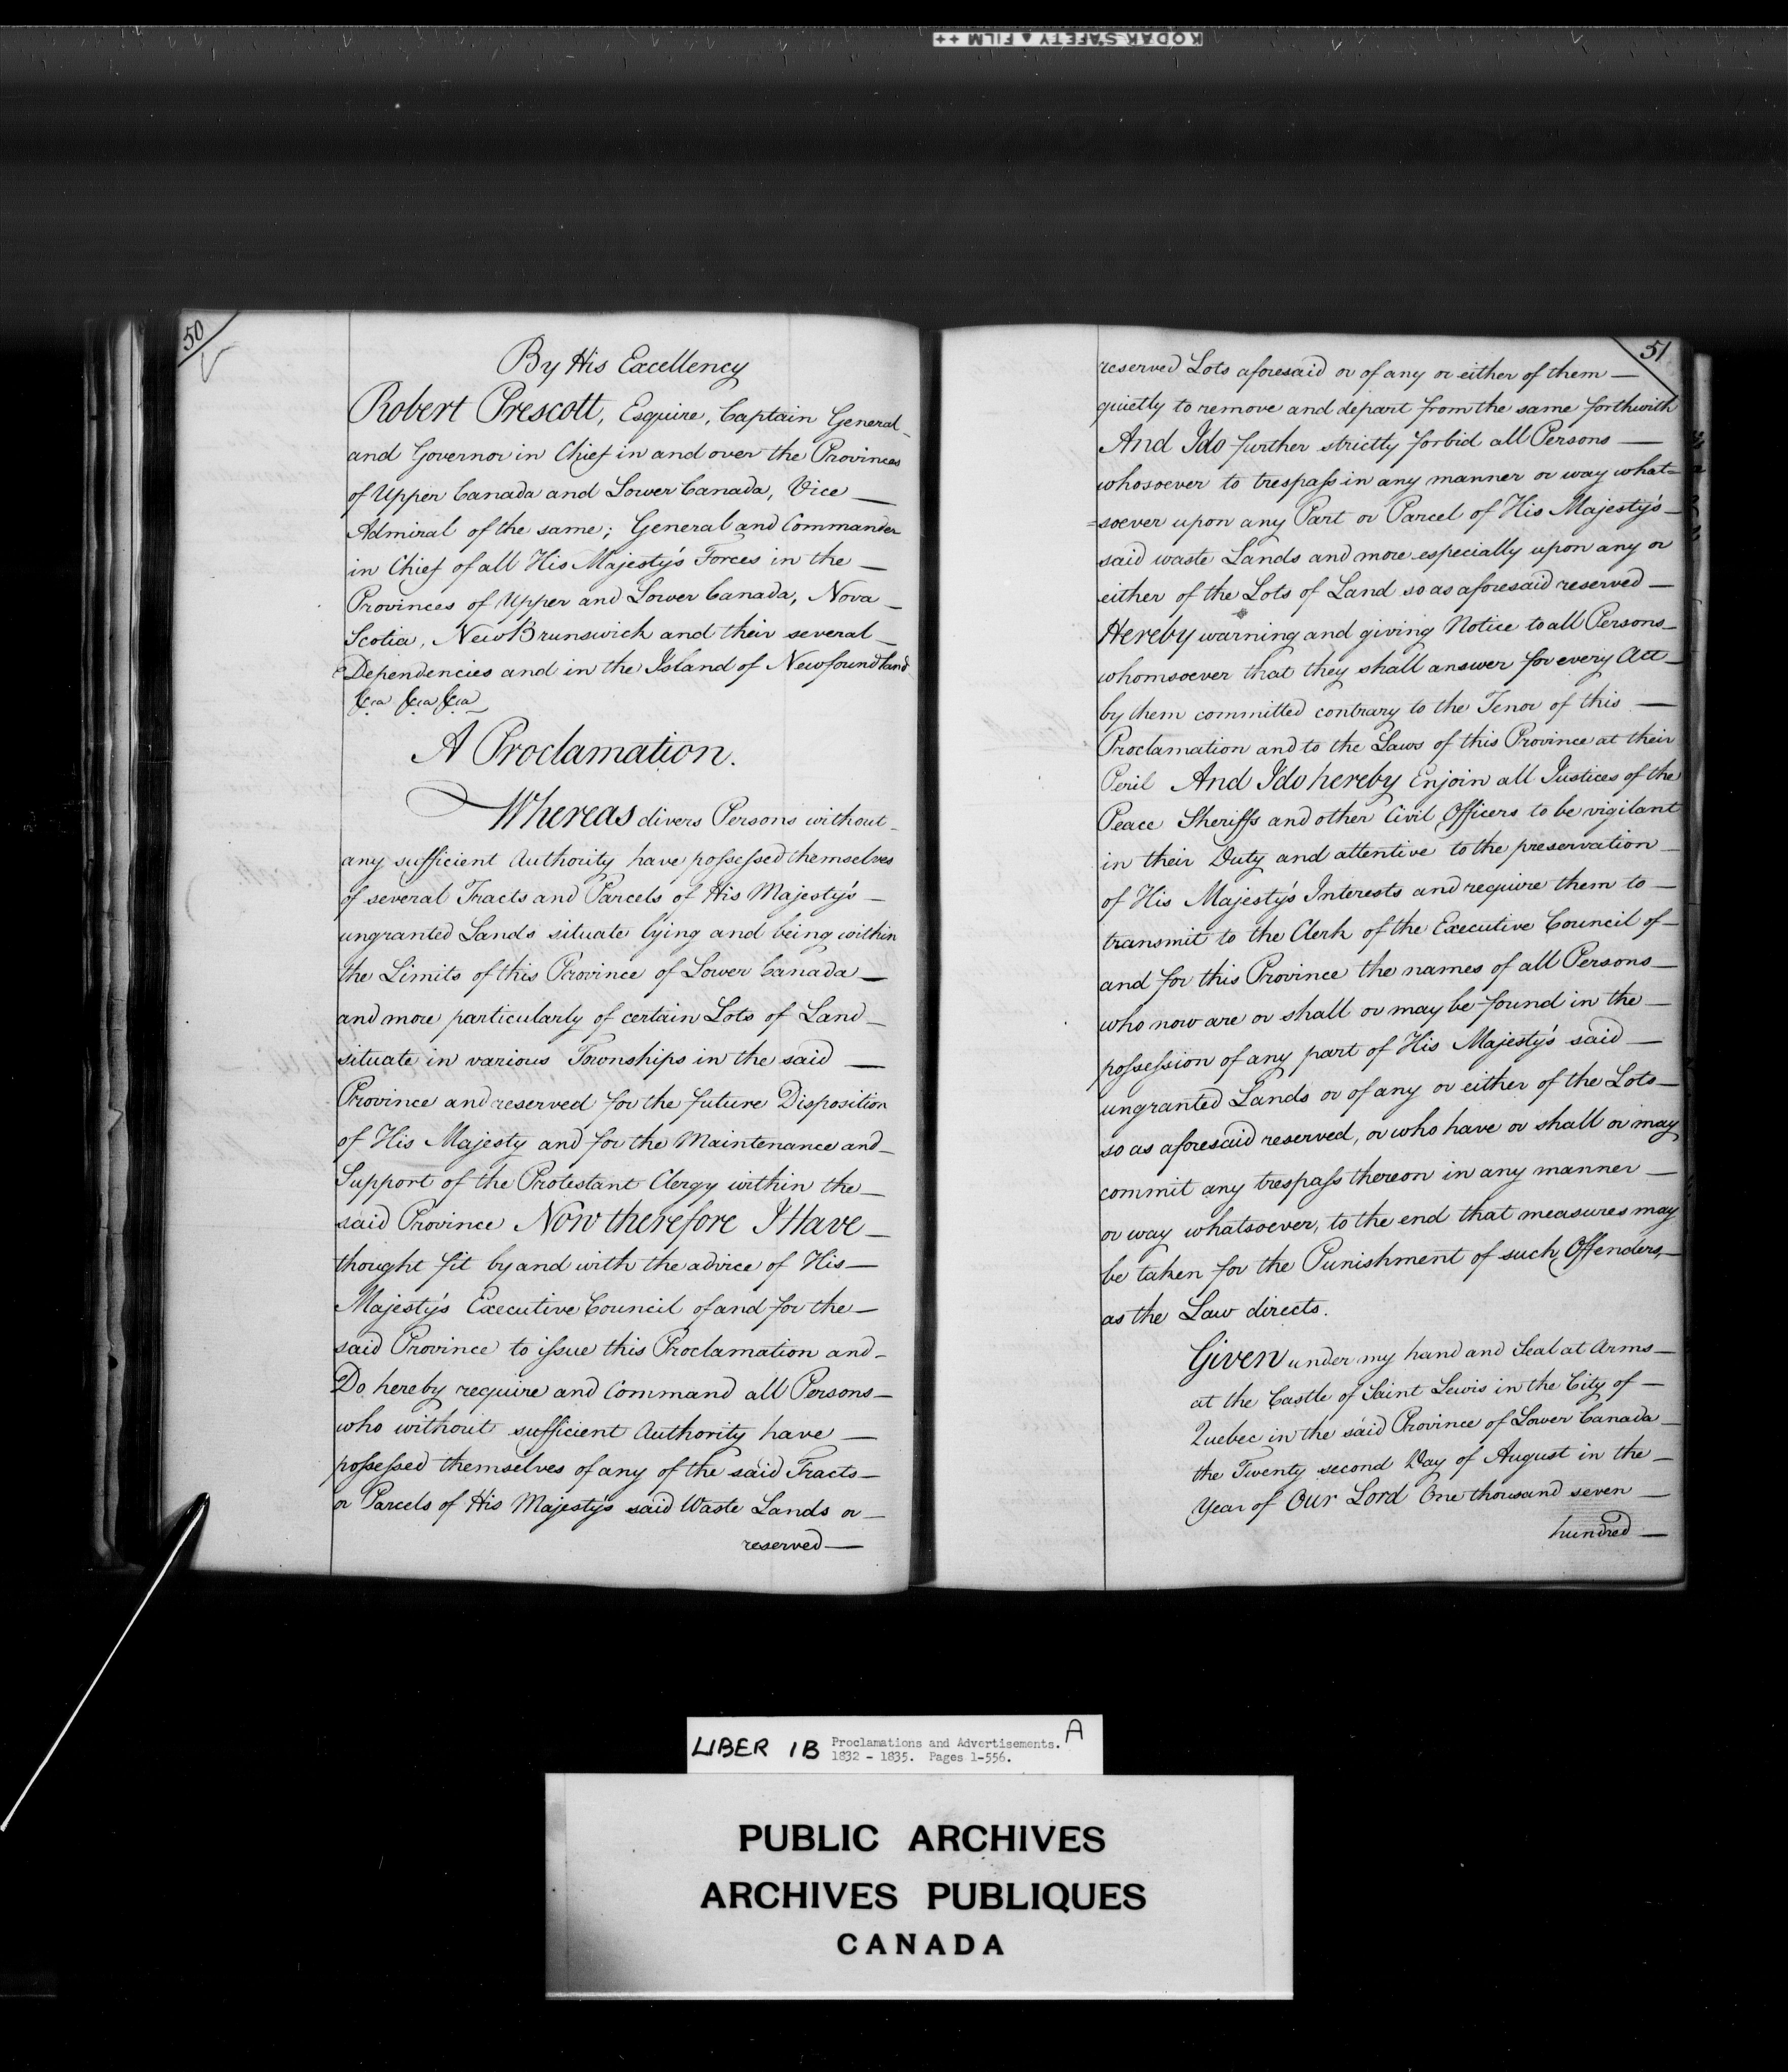 KODAK SAFETY ▲ FILM ++
50
By His Excellency
Robert Prescott, Esquire, Captain General
and Governor in Chief in and over the Provinces
of Upper Canada and Lower Canada, Vice —
Admiral of the same; General and Commander
in Chief of all His Majesty's Forces in the —
Provinces of Upper and Lower Canada, Nova —
Scotia, New Brunswick and their several —
Dependencies and in the Island of Newfoundland
&ca &ca &ca
A Proclamation.
Whereas divers Persons without —
any sufficient Authority have possessed themselves
of several Tracts and Parcels of His Majesty's —
ungranted Lands situate lying and being within
the Limits of this Province of Lower Canada —
and more particularly of certain Lots of Land —
situate in various Townships in the said —
Province and reserved for the future Disposition
of His Majesty and for the Maintenance and —
Support of the Protestant Clergy within the —
said Province Now therefore I Have —
thought fit by and with the advice of His —
Majesty's Executive Council of and for the —
said Province to issue this Proclamation and —
Do hereby require and Command all Persons —
who without sufficient Authority have —
possessed themselves of any of the said Tracts —
or Parcels of His Majesty's said Waste Lands or —
reserved —
51
reserved Lots aforesaid or of any or either of them —
quietly to remove and depart from the same forthwith
And I do further strictly forbid all Persons —
whosoever to trespass in any manner or way what=
=soever upon any Part or Parcel of His Majesty's —
said waste Lands and more especially upon any or
either of the Lots of Land so as aforesaid reserved —
Hereby warning and giving Notice to all Persons —
whomsoever that they shall answer for every Act —
by them committed contrary to the Tenor of this —
Proclamation and to the Laws of this Province at their
Peril And I do hereby Enjoin all Justices of the
Peace Sheriffs and other Civil Officers to be vigilant
in their Duty and attentive to the preservation —
of His Majesty's Interests and require them to —
transmit to the Clerk of the Executive Council of —
and for this Province the names of all Persons —
who now are or shall or may be found in the —
possession of any part of His Majesty's said —
ungranted Lands or of any or either of the Lots —
so as aforesaid reserved, or who have or shall or may
commit any trespass thereon in any manner —
or way whatsoever, to the end that measures may
be taken for the Punishment of such Offenders, —
as the Law directs.
Given under my hand and Seal at Arms —
at the Castle of Saint Lewis in the City of —
Quebec in the said Province of Lower Canada —
the Twenty second Day of August in the —
Year of Our Lord One thousand seven —
hundred —
LIBER 1B Proclamations and Advertisements. A
1832 - 1835. Pages 1-556.
PUBLIC ARCHIVES
ARCHIVES PUBLIQUES
CANADA